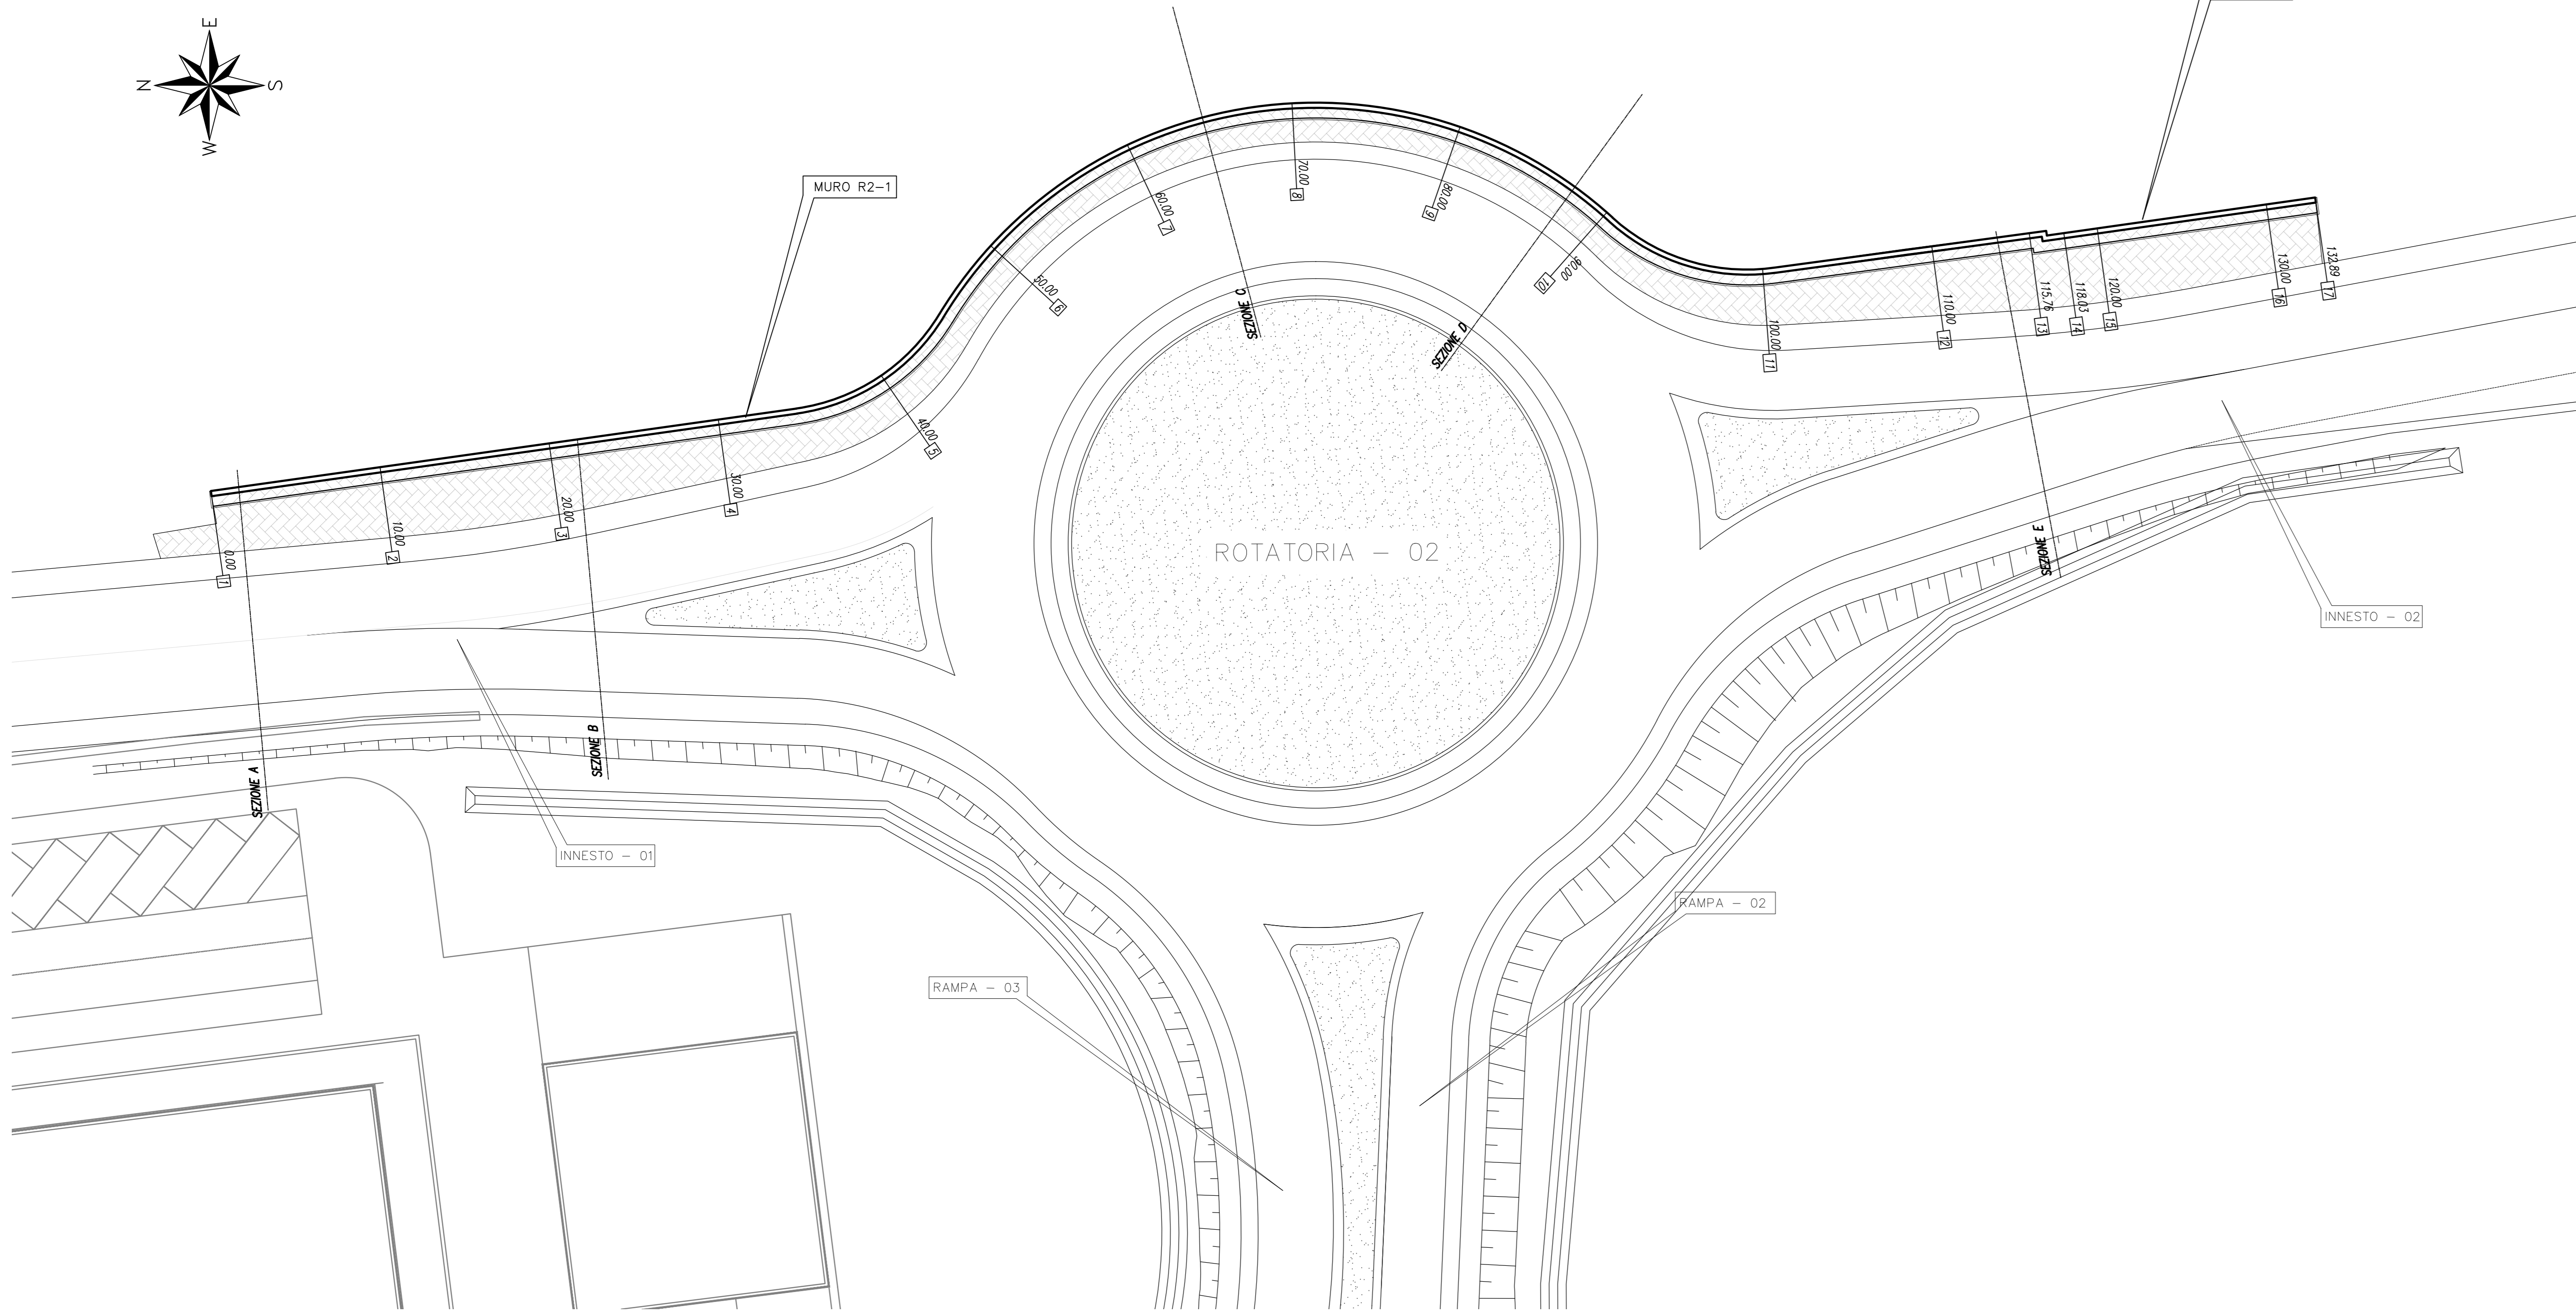 E
N
S
W
MURO R2-1
0.00
1
10.00
2
20.00
3
30.00
4
40.00
5
50.00
6
60.00
7
70.00
8
80.00
9
90.00
10
100.00
11
110.00
12
115.76
13
118.03
14
120.00
15
130.00
16
132.89
17
SEZIONE C
SEZIONE D
ROTATORIA - 02
SEZIONE E
INNESTO - 02
SEZIONE A
SEZIONE B
INNESTO - 01
RAMPA - 02
RAMPA - 03